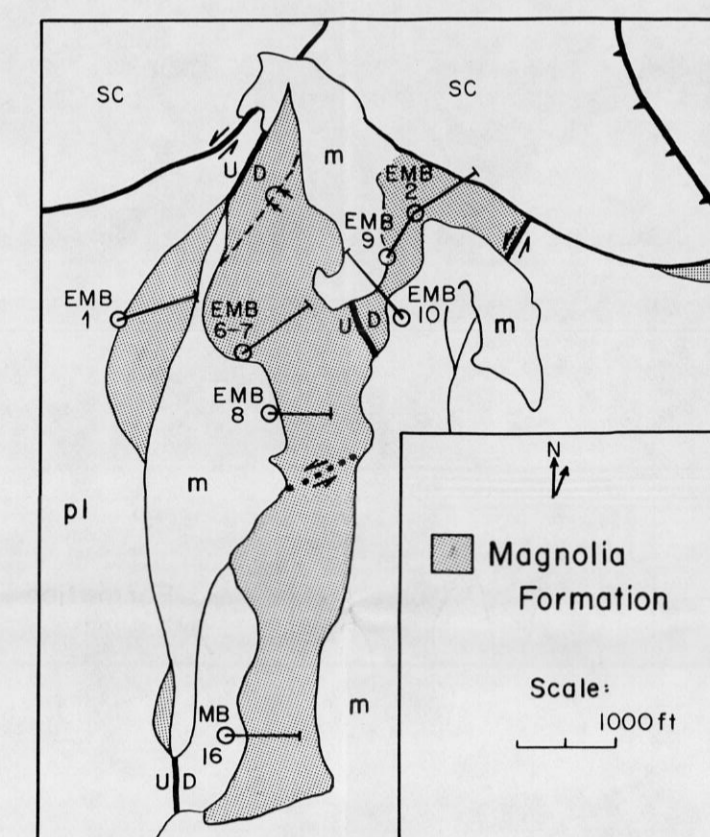 SC
SC
m
U D
EMB
2
EMB
9
EMB
1
EMB
6-7
EMB
10
U D
m
EMB
8
N
m
pl
Magnolia
Formation
Scale:
1000 ft
m
MB
16
U D